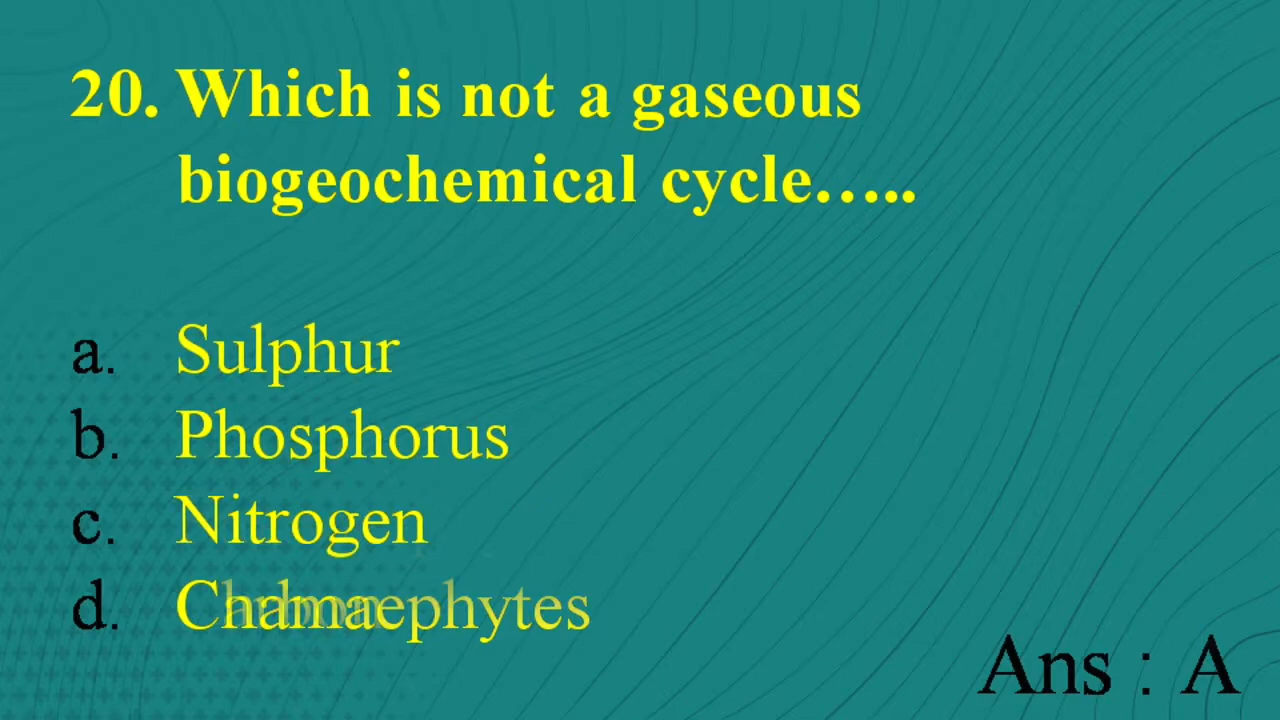 20. Which is not a gaseous
biogeochemical cycle…..
a. Sulphur
b. Phosphorus
c. Nitrogen
d.
Ans : A